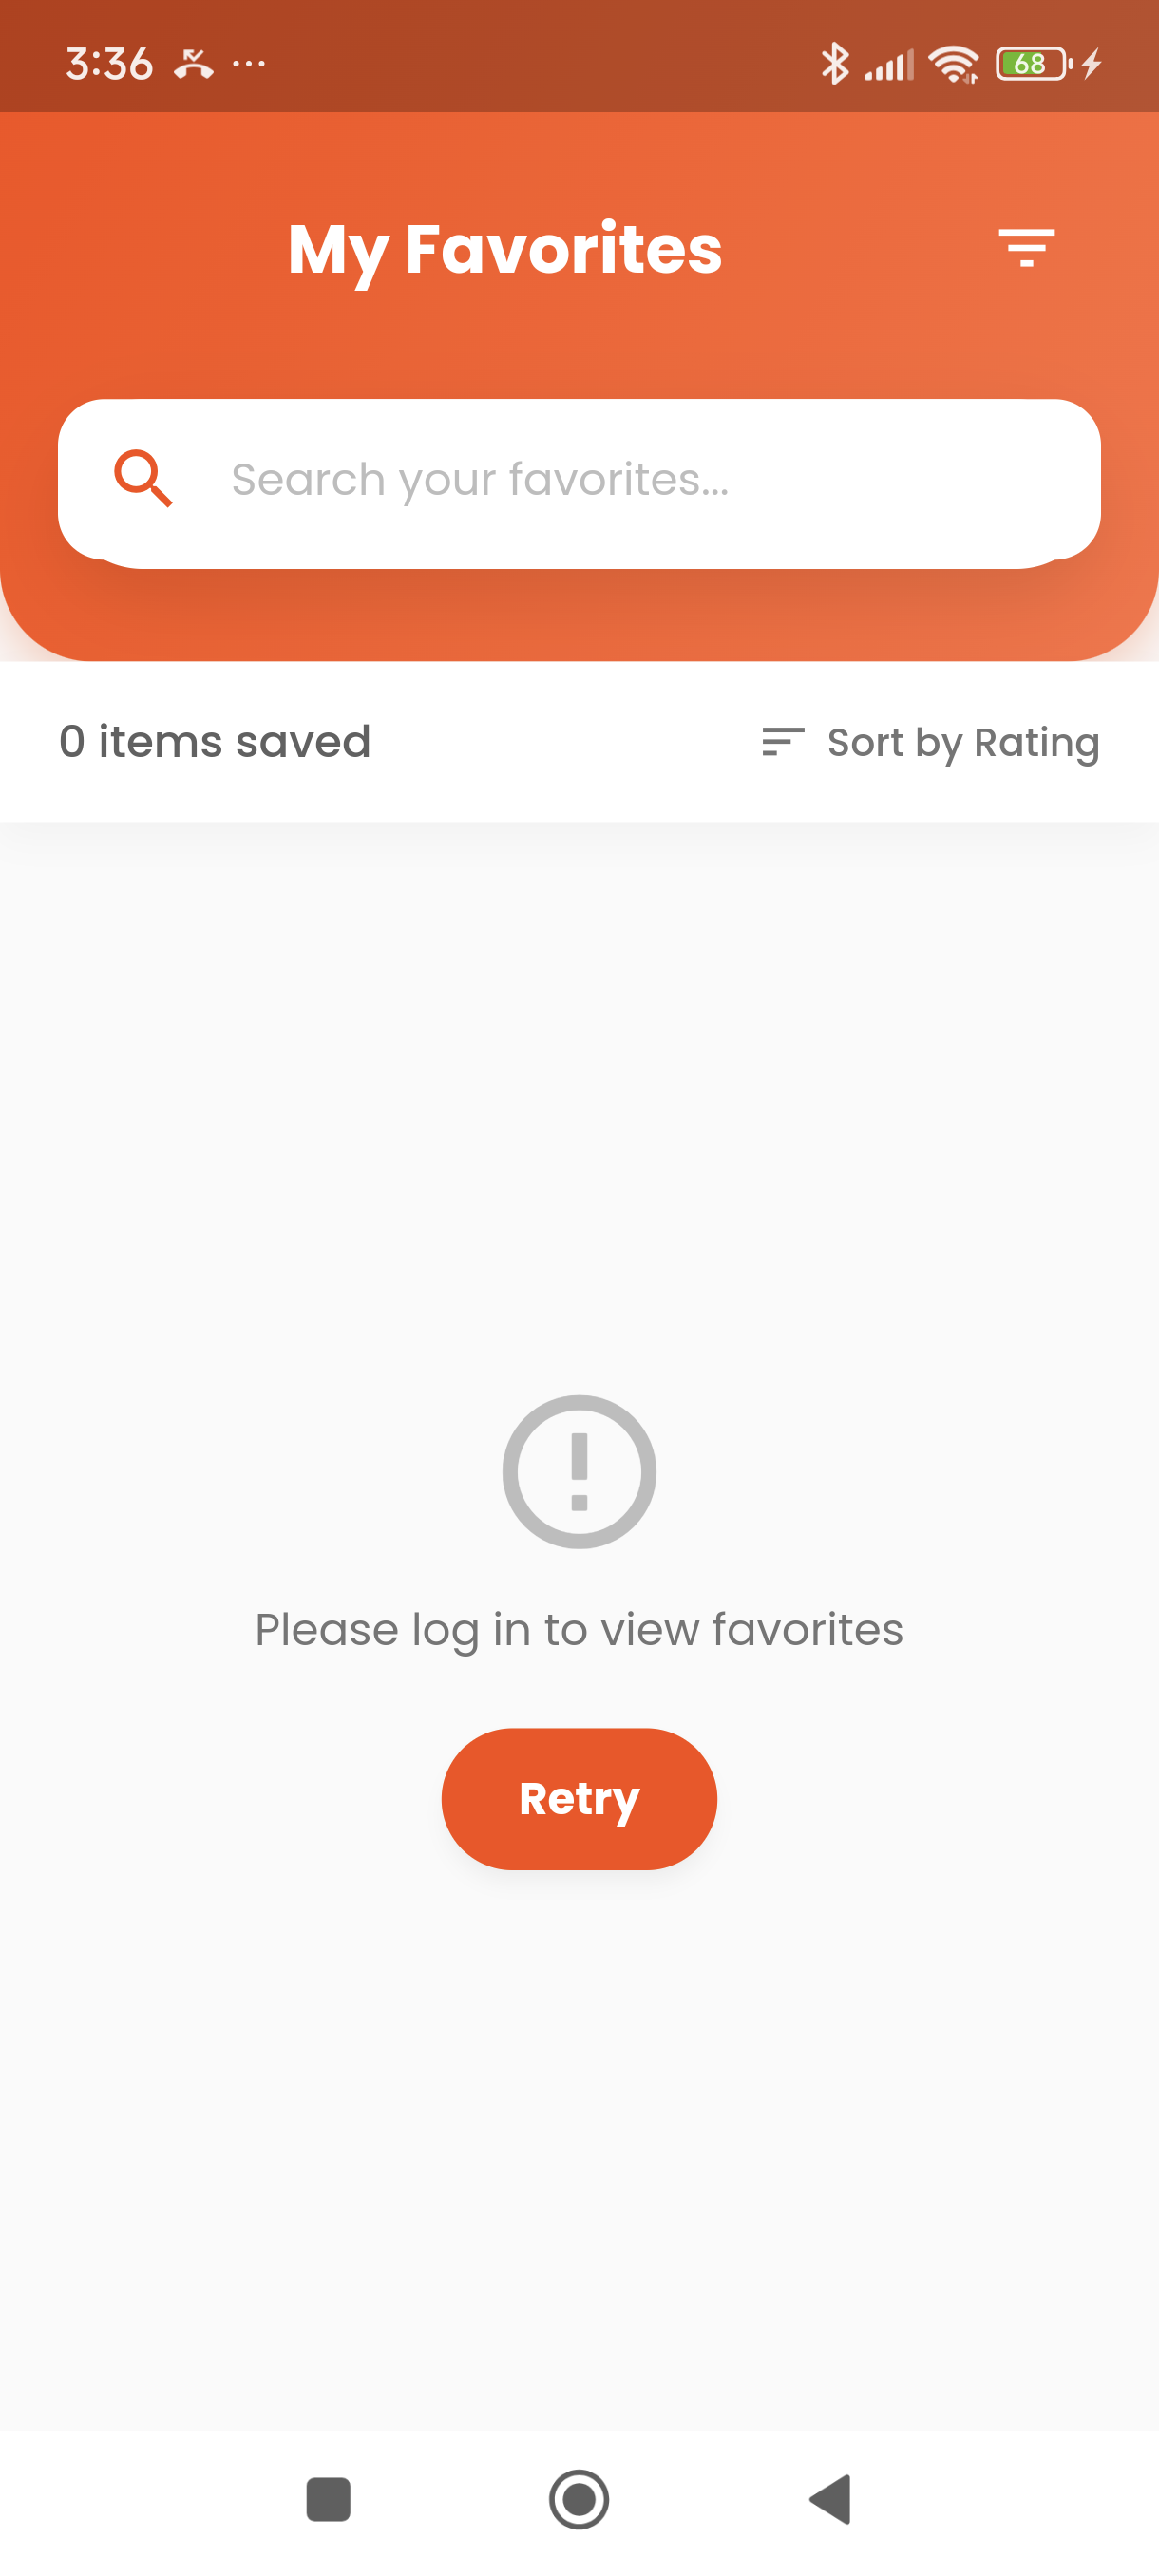 3:36
68
My Favorites
Search your favorites...
0 items saved
Sort by Rating
Please log in to view favorites
Retry